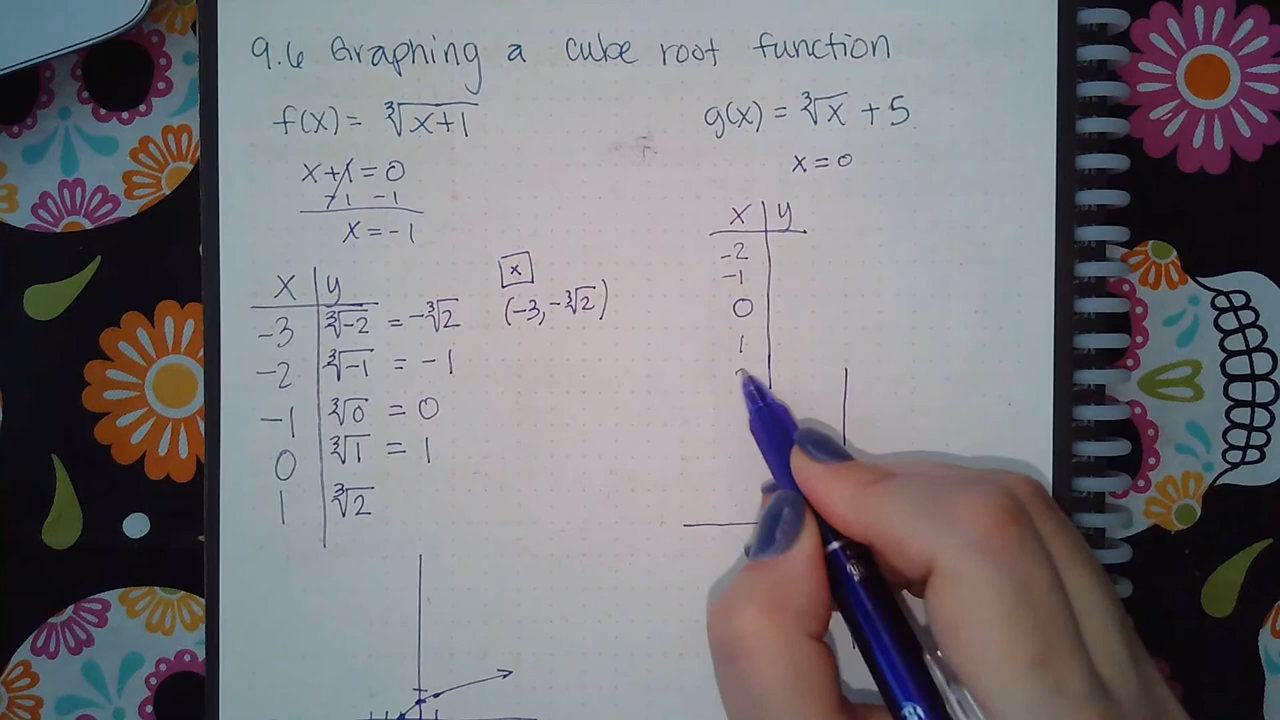 9.6 Graphing a cube root function
f(x) = ∛(x+1)
x+1 = 0
-1 -1
x = -1
x | y
-3 | ∛-2 = -∛2
-2 | ∛-1 = -1
-1 | ∛0 = 0
0 | ∛1 = 1
1 | ∛2
x
(-3, -∛2)
g(x) = ∛x + 5
x = 0
x | y
-2
-1
0
1